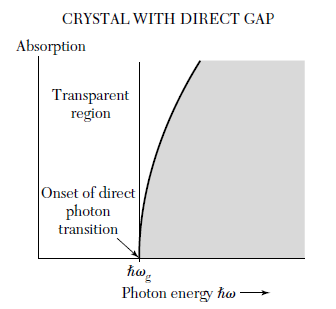 CRYSTAL WITH DIRECT GAP
Absorption
Transparent
region
Onset of direct
photon
transition
ℏω_g
Photon energy ℏω